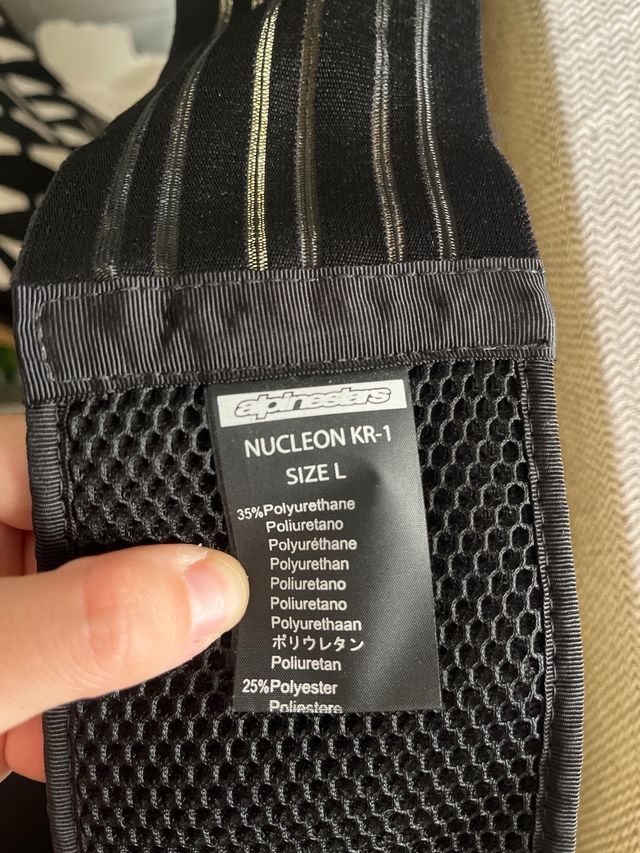 alpinestars
NUCLEON KR-1
SIZE L
35%Polyurethane
Poliuretano
Polyuréthane
Polyurethan
Poliuretano
Poliuretano
Polyurethaan
ポリウレタン
Poliuretan
25%Polyester
Poliestere